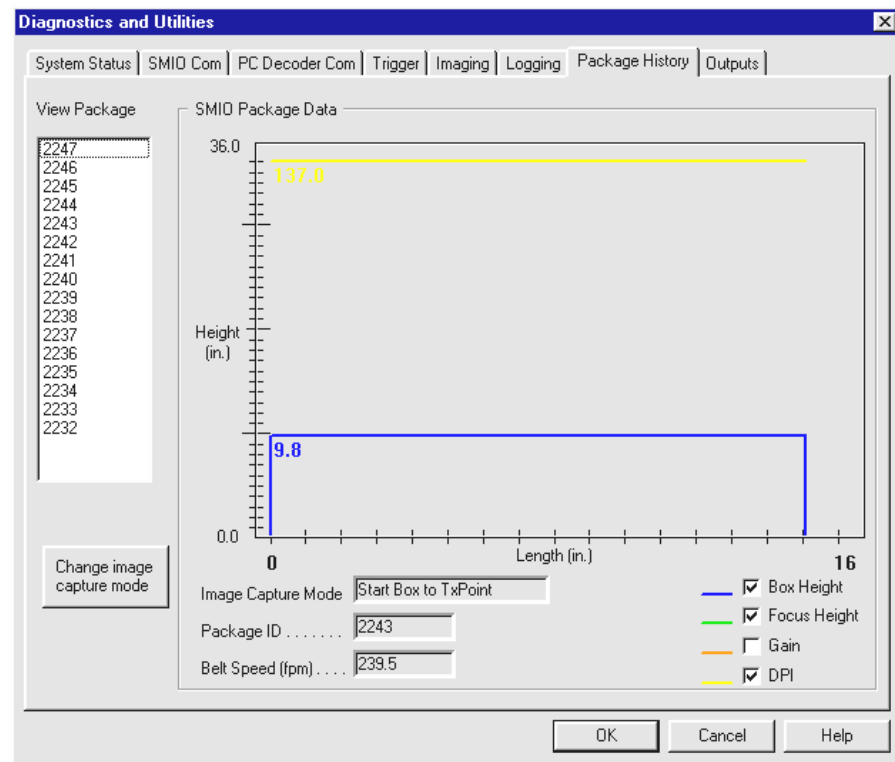 Diagnostics and Utilities
System Status SMIO Com PC Decoder Com Trigger Imaging Logging Package History Outputs
View Package
2247
2246
2245
2244
2243
2242
2241
2240
2239
2238
2237
2236
2235
2234
2233
2232
Change image
capture mode
SMIO Package Data
36.0
137.0
Height
(in.)
9.8
0.0
0
Length (in.)
16
Image Capture Mode Start Box to TxPoint
Package ID . . . . . . . 2243
Belt Speed (fpm) . . . . 239.5
Box Height
Focus Height
Gain
DPI
OK Cancel Help